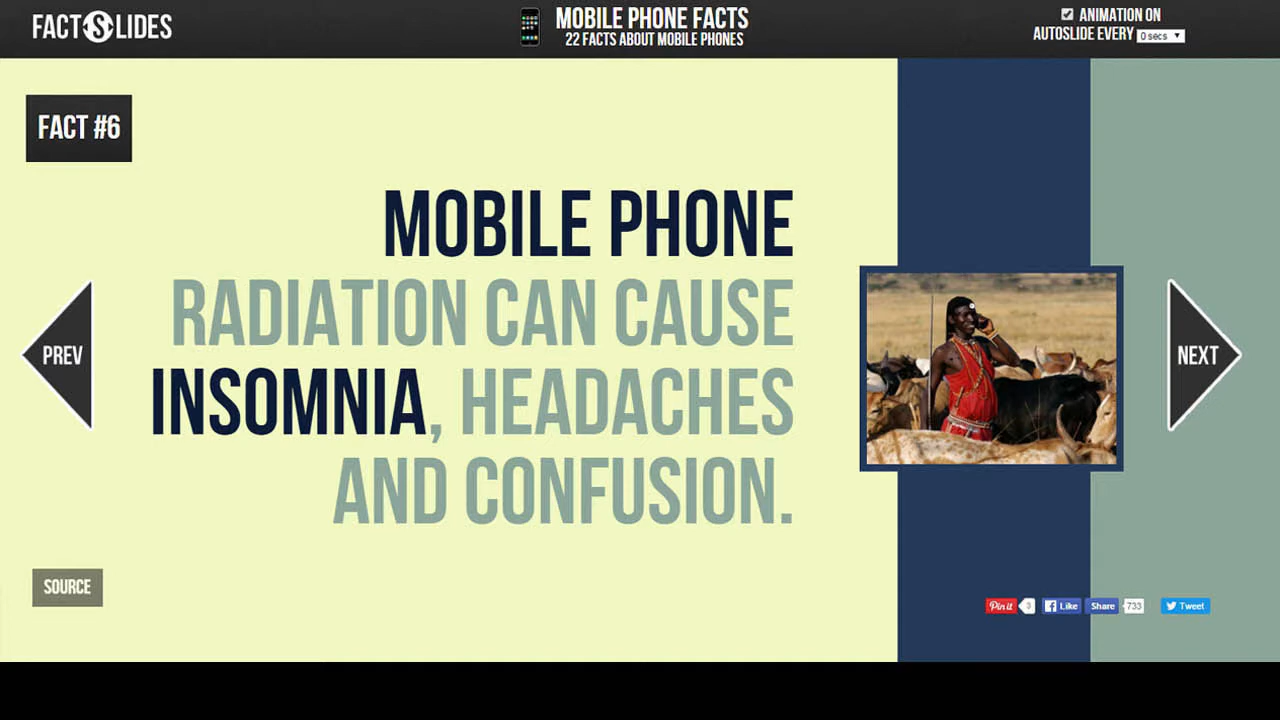 FACTSLIDES
MOBILE PHONE FACTS
22 FACTS ABOUT MOBILE PHONES
ANIMATION ON
AUTOSLIDE EVERY 0 secs
FACT #6
MOBILE PHONE
RADIATION CAN CAUSE
INSOMNIA, HEADACHES
AND CONFUSION.
PREV
NEXT
SOURCE
Pin it 3 Like Share 733 Tweet